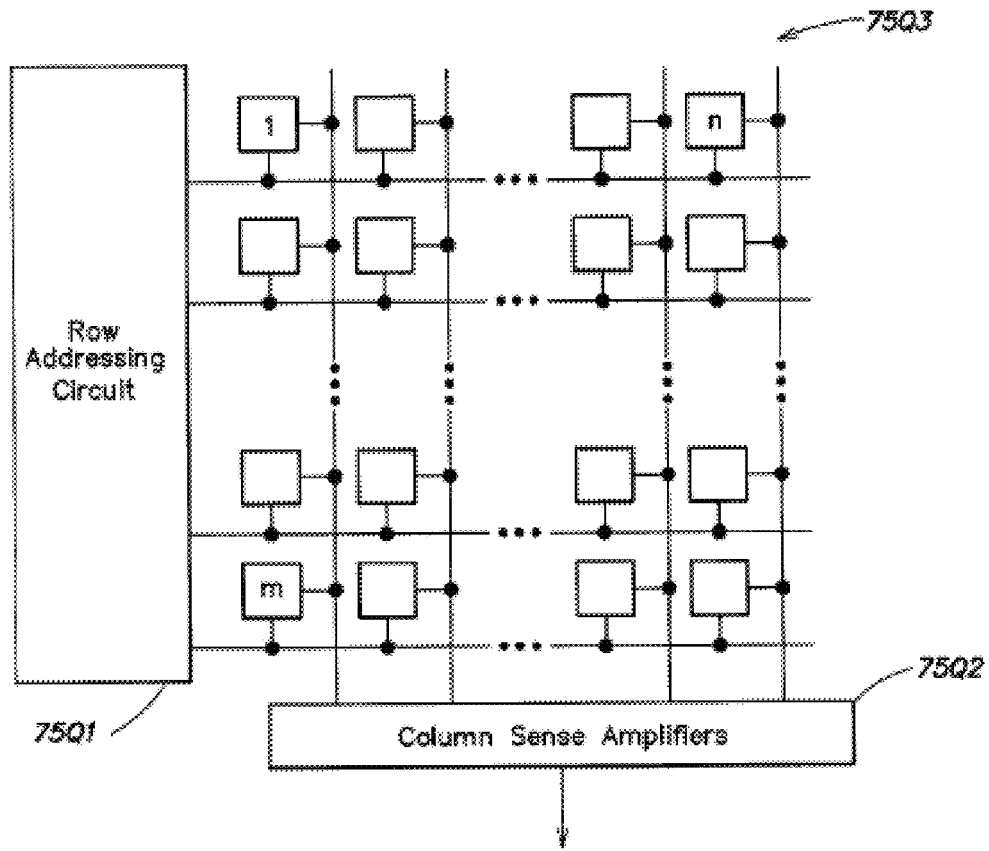 75Q3
1
n
Row
Addressing
Circuit
m
75Q1
75Q2
Column Sense Amplifiers